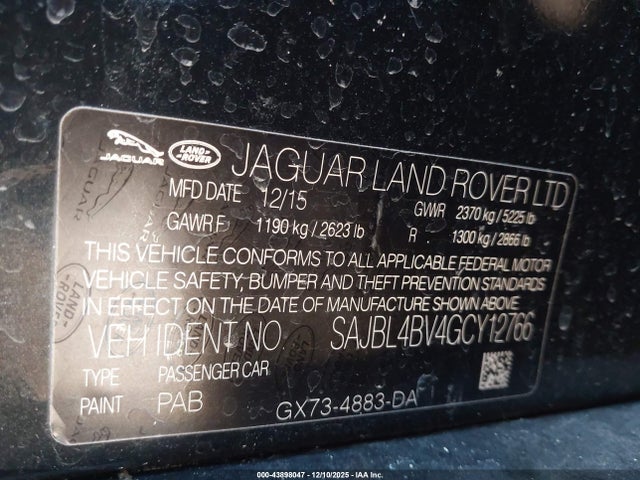 JAGUAR
LAND ROVER
JAGUAR LAND ROVER LTD
MFD DATE 12/15 GVWR 2370 kg / 5225 lb
GAWR F 1190 kg / 2623 lb R 1300 kg / 2866 lb
THIS VEHICLE CONFORMS TO ALL APPLICABLE FEDERAL MOTOR
VEHICLE SAFETY, BUMPER AND THEFT PREVENTION STANDARDS
IN EFFECT ON THE DATE OF MANUFACTURE SHOWN ABOVE.
VEH IDENT NO. SAJBL4BV4GCY12766
TYPE PASSENGER CAR
PAINT PAB GX73-4883-DA
000-43898047 - 12/10/2025 - IAA Inc.